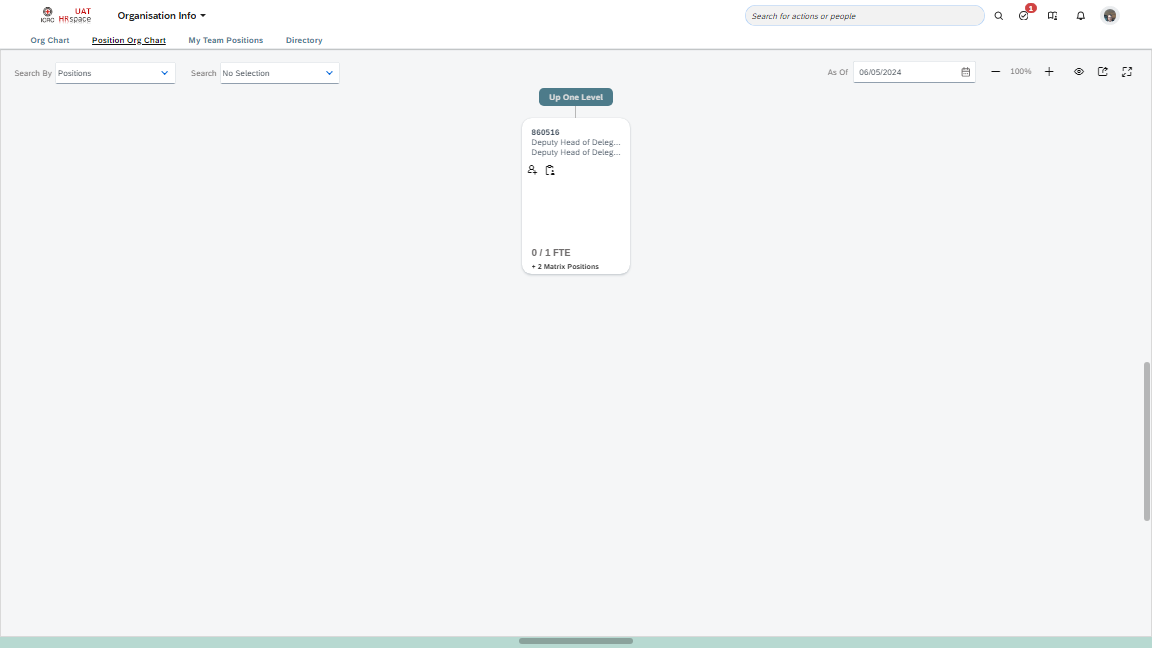 ICRC
UAT
HRspace
Organisation Info
Search for actions or people
1
Org Chart
Position Org Chart
My Team Positions
Directory
Search By
Positions
Search
No Selection
As Of
06/05/2024
100%
Up One Level
860516
Deputy Head of Deleg...
Deputy Head of Deleg...
0 / 1 FTE
+ 2 Matrix Positions